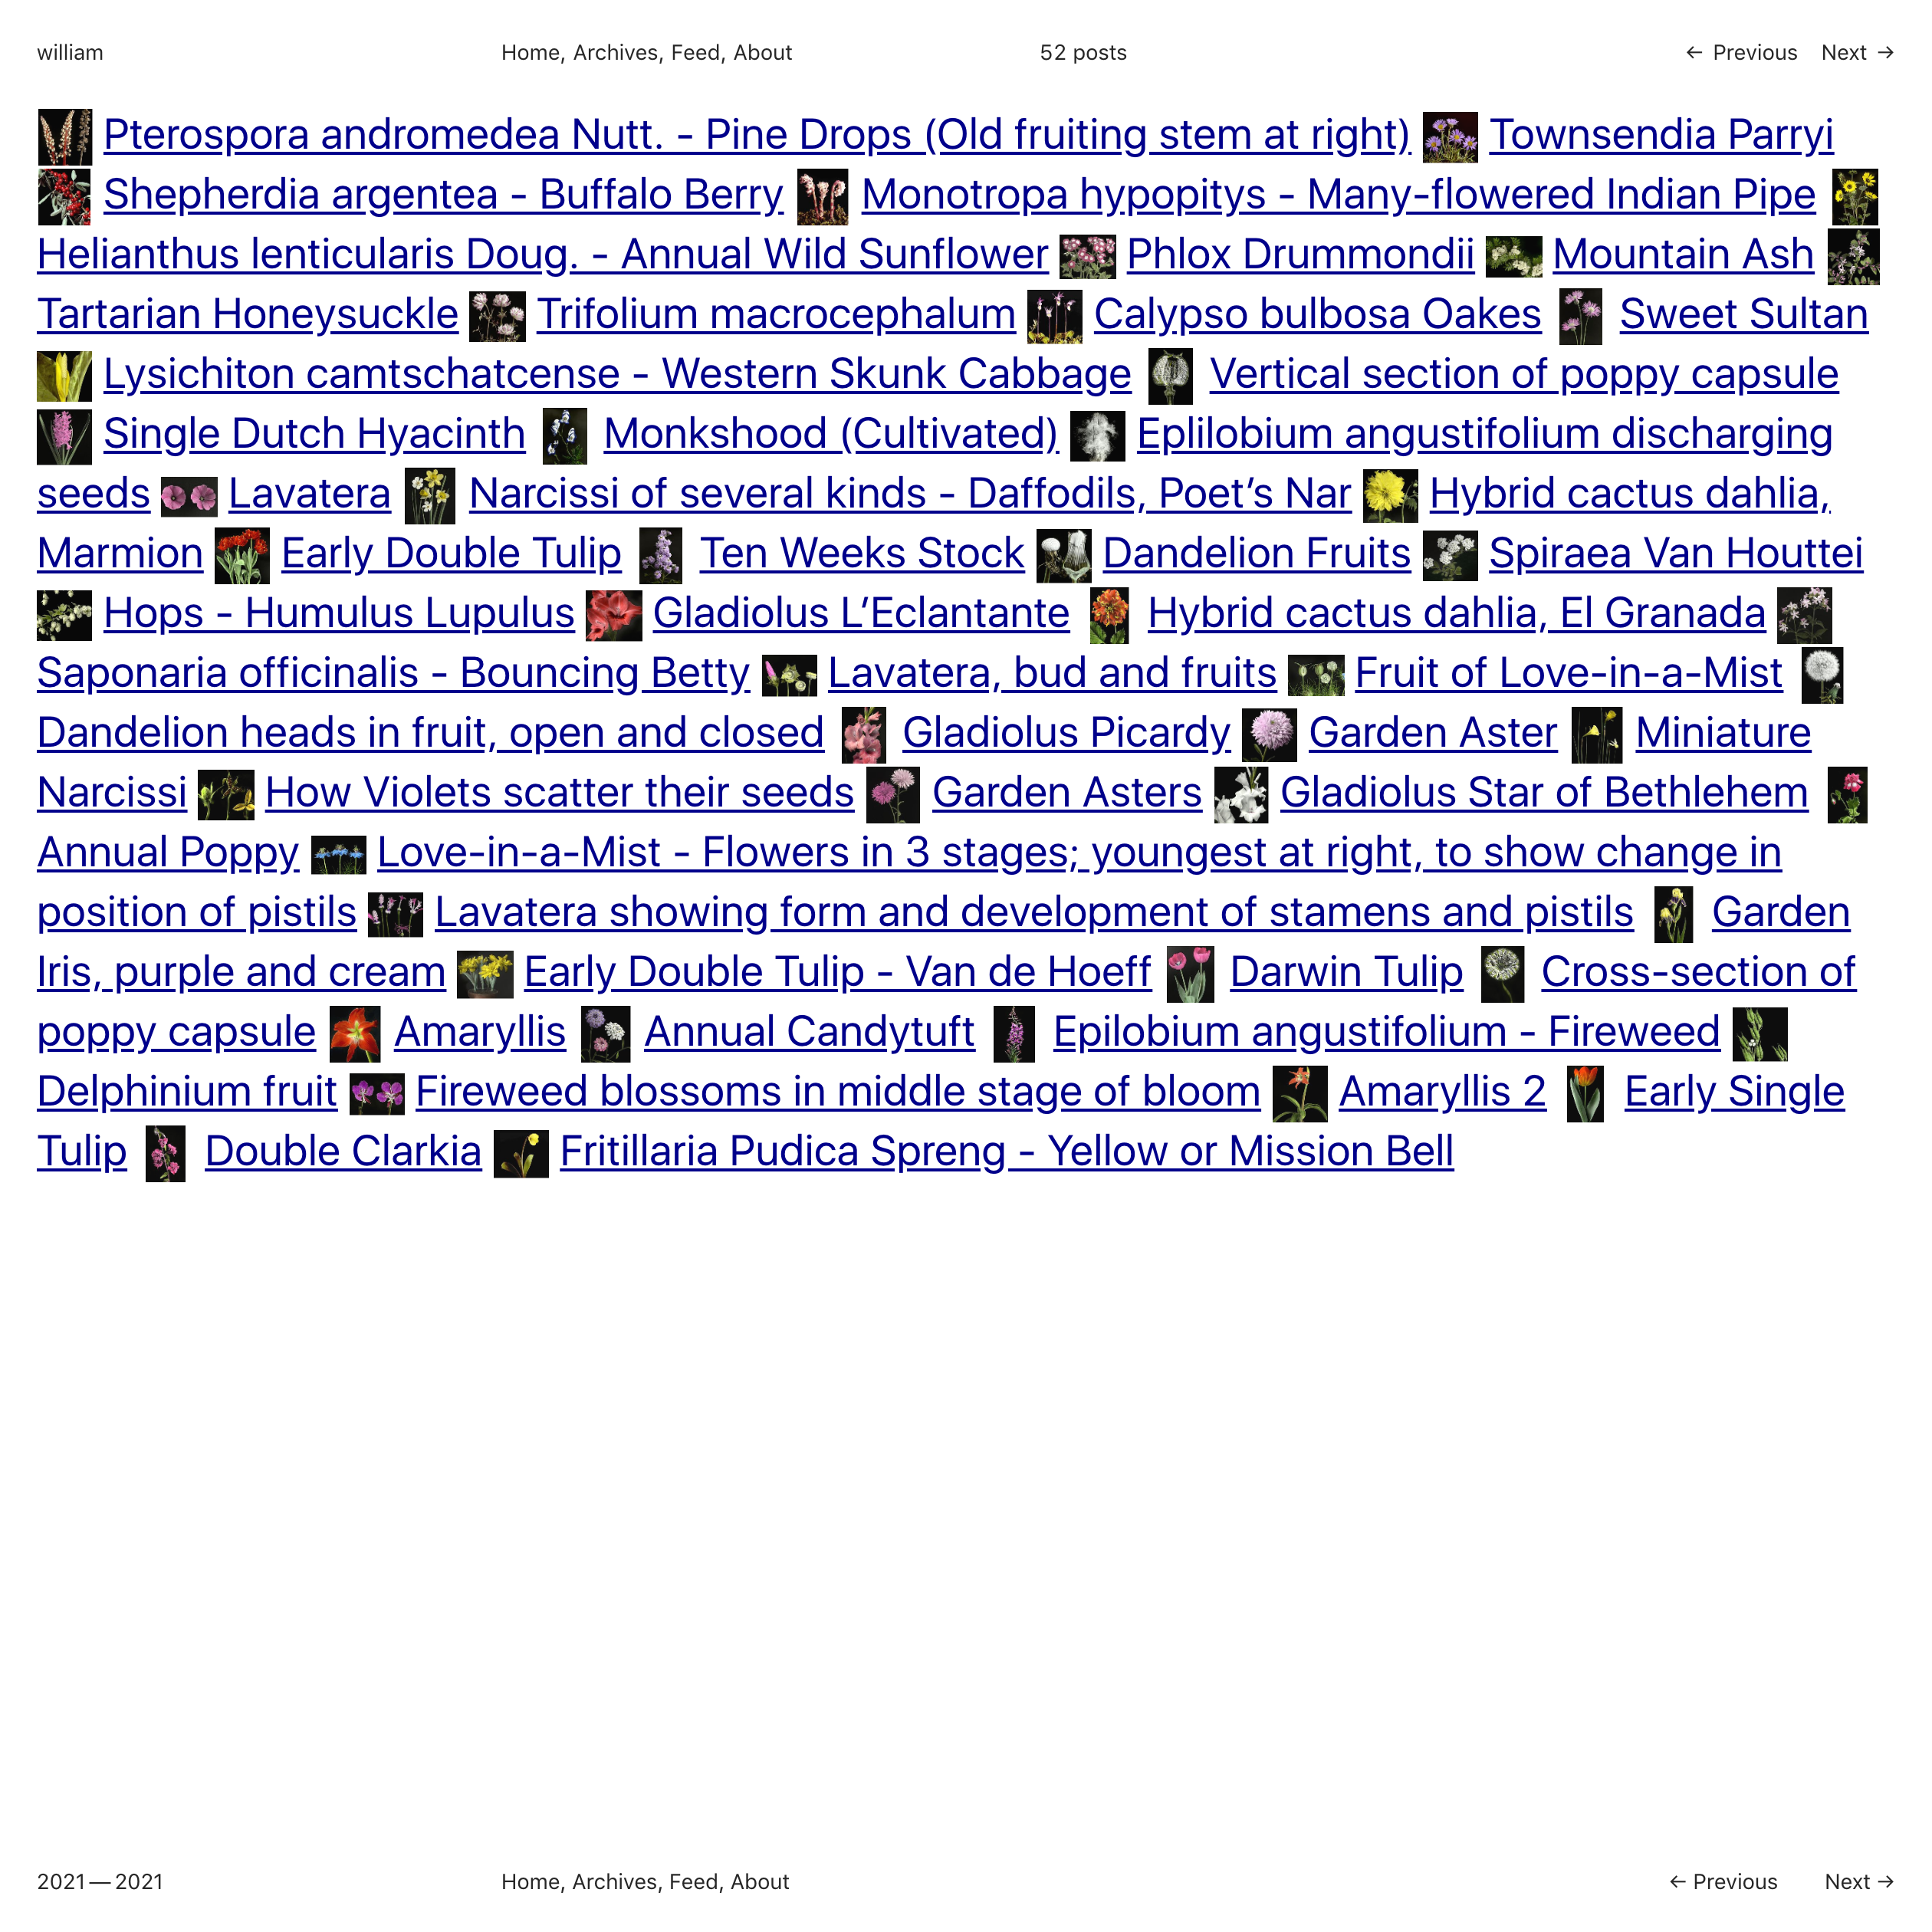 william Home, Archives, Feed, About 52 posts ← Previous Next →
Pterospora andromedea Nutt. - Pine Drops (Old fruiting stem at right) Townsendia Parryi
Shepherdia argentea - Buffalo Berry Monotropa hypopitys - Many-flowered Indian Pipe
Helianthus lenticularis Doug. - Annual Wild Sunflower Phlox Drummondii Mountain Ash
Tartarian Honeysuckle Trifolium macrocephalum Calypso bulbosa Oakes Sweet Sultan
Lysichiton camtschatcense - Western Skunk Cabbage Vertical section of poppy capsule
Single Dutch Hyacinth Monkshood (Cultivated) Eplilobium angustifolium discharging
seeds Lavatera Narcissi of several kinds - Daffodils, Poet’s Nar Hybrid cactus dahlia,
Marmion Early Double Tulip Ten Weeks Stock Dandelion Fruits Spiraea Van Houttei
Hops - Humulus Lupulus Gladiolus L’Eclantante Hybrid cactus dahlia, El Granada
Saponaria officinalis - Bouncing Betty Lavatera, bud and fruits Fruit of Love-in-a-Mist
Dandelion heads in fruit, open and closed Gladiolus Picardy Garden Aster Miniature
Narcissi How Violets scatter their seeds Garden Asters Gladiolus Star of Bethlehem
Annual Poppy Love-in-a-Mist - Flowers in 3 stages; youngest at right, to show change in
position of pistils Lavatera showing form and development of stamens and pistils Garden
Iris, purple and cream Early Double Tulip - Van de Hoeff Darwin Tulip Cross-section of
poppy capsule Amaryllis Annual Candytuft Epilobium angustifolium - Fireweed
Delphinium fruit Fireweed blossoms in middle stage of bloom Amaryllis 2 Early Single
Tulip Double Clarkia Fritillaria Pudica Spreng - Yellow or Mission Bell
2021 — 2021 Home, Archives, Feed, About ← Previous Next →